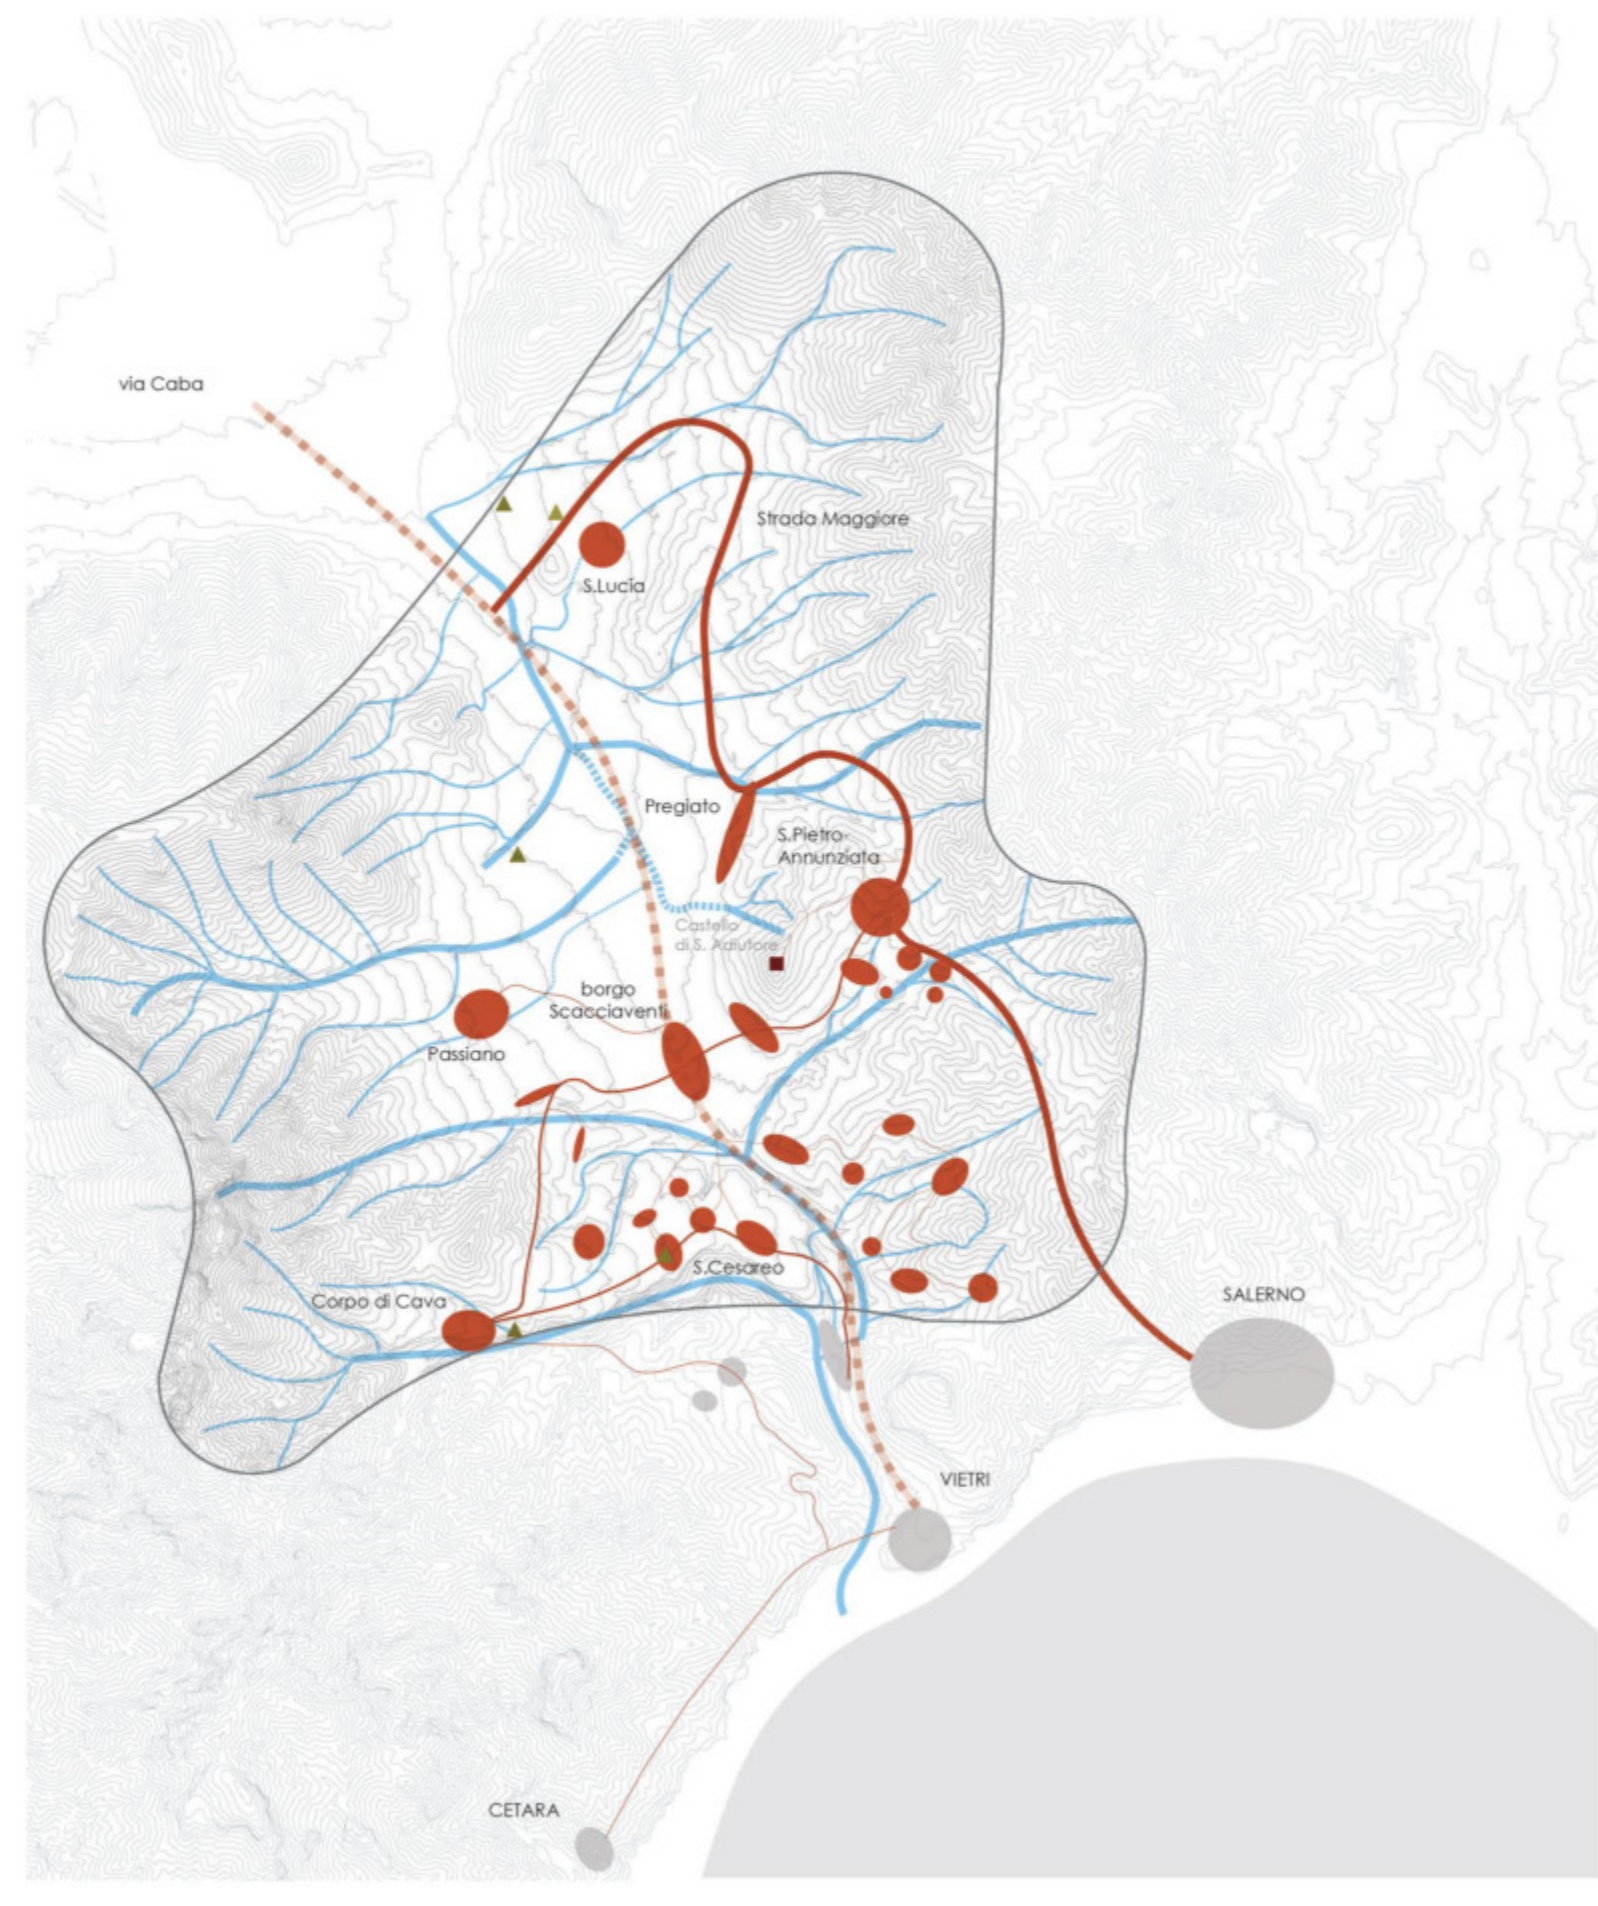 via Caba
Strada Maggiore
S.Lucia
Pregiato
S.Pietro-
Annunziata
Castello
di S. Adiutore
borgo
Scacciaventi
Passiano
S.Cesareo
Corpo di Cava
SALERNO
VIETRI
CETARA